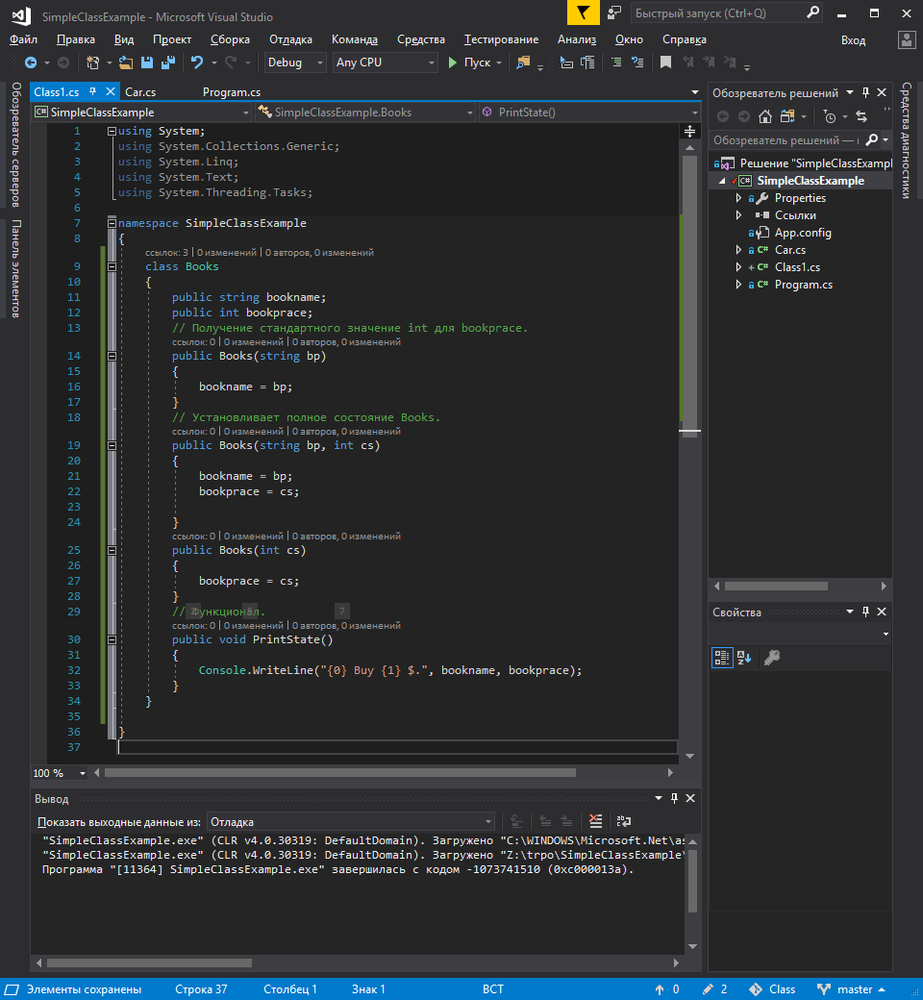 SimpleClassExample - Microsoft Visual Studio
Быстрый запуск (Ctrl+Q)
Файл Правка Вид Проект Сборка Отладка Команда Средства Тестирование Анализ Окно Справка Вход
Debug Any CPU Пуск
Обозреватель серверов
Панель элементов
Class1.cs Car.cs Program.cs
C# SimpleClassExample SimpleClassExample.Books PrintState()
1 using System;
2 using System.Collections.Generic;
3 using System.Linq;
4 using System.Text;
5 using System.Threading.Tasks;
6
7 namespace SimpleClassExample
8 {
ссылок: 3 | 0 изменений | 0 авторов, 0 изменений
9 class Books
10 {
11 public string bookname;
12 public int bookprace;
13 // Получение стандартного значение int для bookprace.
ссылок: 0 | 0 изменений | 0 авторов, 0 изменений
14 public Books(string bp)
15 {
16 bookname = bp;
17 }
18 // Установливает полное состояние Books.
ссылок: 0 | 0 изменений | 0 авторов, 0 изменений
19 public Books(string bp, int cs)
20 {
21 bookname = bp;
22 bookprace = cs;
23
24 }
ссылок: 0 | 0 изменений | 0 авторов, 0 изменений
25 public Books(int cs)
26 {
27 bookprace = cs;
28 }
29 // Функционал.
7
ссылок: 0 | 0 изменений | 0 авторов, 0 изменений
30 public void PrintState()
31 {
32 Console.WriteLine("{0} Buy {1} $.", bookname, bookprace);
33 }
34 }
35
36 }
37
100 %
Обозреватель решений
Обозреватель решений —
Решение "SimpleClassExampl
C# SimpleClassExample
Properties
Ссылки
App.config
C# Car.cs
+ C# Class1.cs
C# Program.cs
Средства диагностики
Свойства
Вывод
Показать выходные данные из: Отладка
"SimpleClassExample.exe" (CLR v4.0.30319: DefaultDomain). Загружено "C:\WINDOWS\Microsoft.Net\as
"SimpleClassExample.exe" (CLR v4.0.30319: DefaultDomain). Загружено "Z:\trpo\SimpleClassExample\
Программа "[11364] SimpleClassExample.exe" завершилась с кодом -1073741510 (0xc000013a).
Элементы сохранены Строка 37 Столбец 1 Знак 1 ВСТ 0 2 Class master